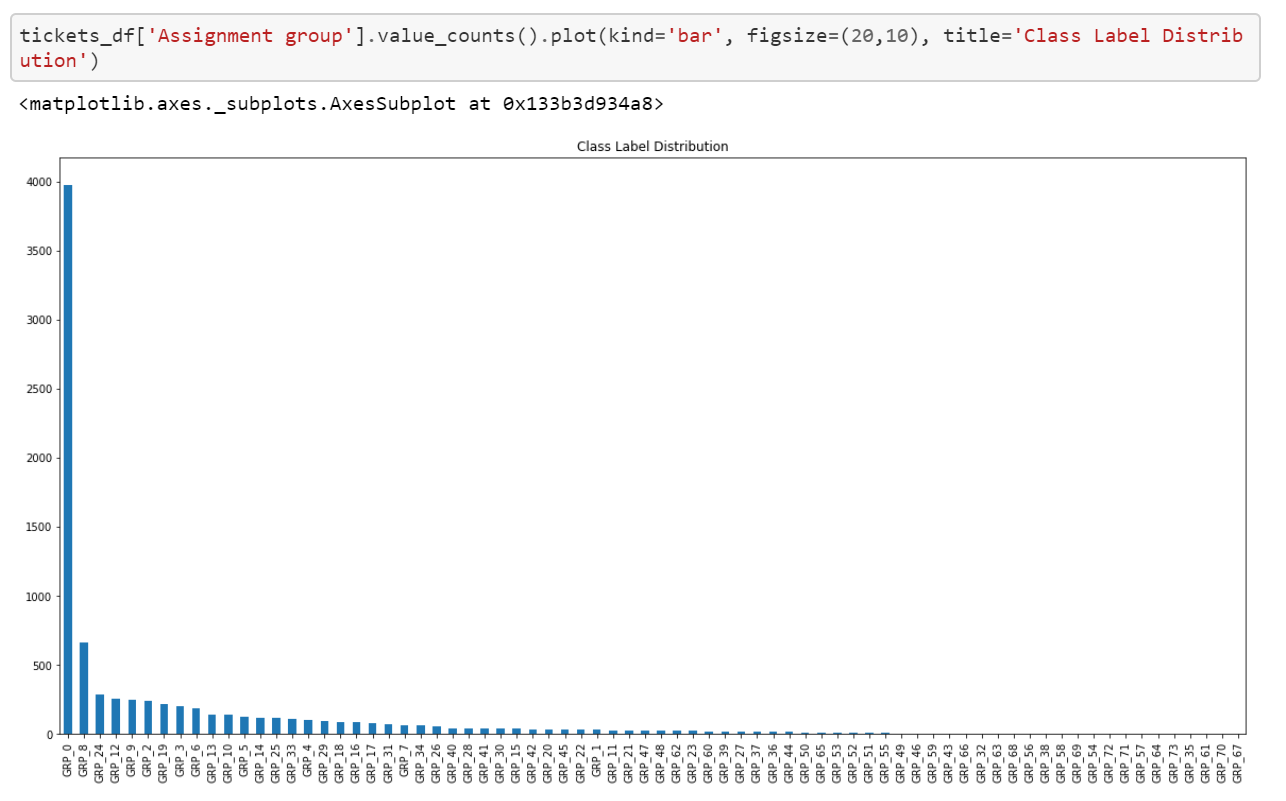 tickets_df['Assignment group'].value_counts().plot(kind='bar', figsize=(20,10), title='Class Label Distrib
ution')
<matplotlib.axes._subplots.AxesSubplot at 0x133b3d934a8>
Class Label Distribution
4000
3500
3000
2500
2000
1500
1000
500
0
GRP_0
GRP_8
GRP_24
GRP_12
GRP_9
GRP_2
GRP_19
GRP_3
GRP_6
GRP_13
GRP_10
GRP_5
GRP_14
GRP_25
GRP_33
GRP_4
GRP_29
GRP_18
GRP_16
GRP_17
GRP_31
GRP_7
GRP_34
GRP_26
GRP_40
GRP_28
GRP_41
GRP_30
GRP_15
GRP_42
GRP_20
GRP_45
GRP_22
GRP_1
GRP_11
GRP_21
GRP_47
GRP_48
GRP_62
GRP_23
GRP_60
GRP_39
GRP_27
GRP_37
GRP_36
GRP_44
GRP_50
GRP_65
GRP_53
GRP_52
GRP_51
GRP_55
GRP_49
GRP_46
GRP_59
GRP_43
GRP_66
GRP_32
GRP_63
GRP_68
GRP_56
GRP_38
GRP_58
GRP_69
GRP_54
GRP_72
GRP_71
GRP_57
GRP_64
GRP_73
GRP_35
GRP_61
GRP_70
GRP_67